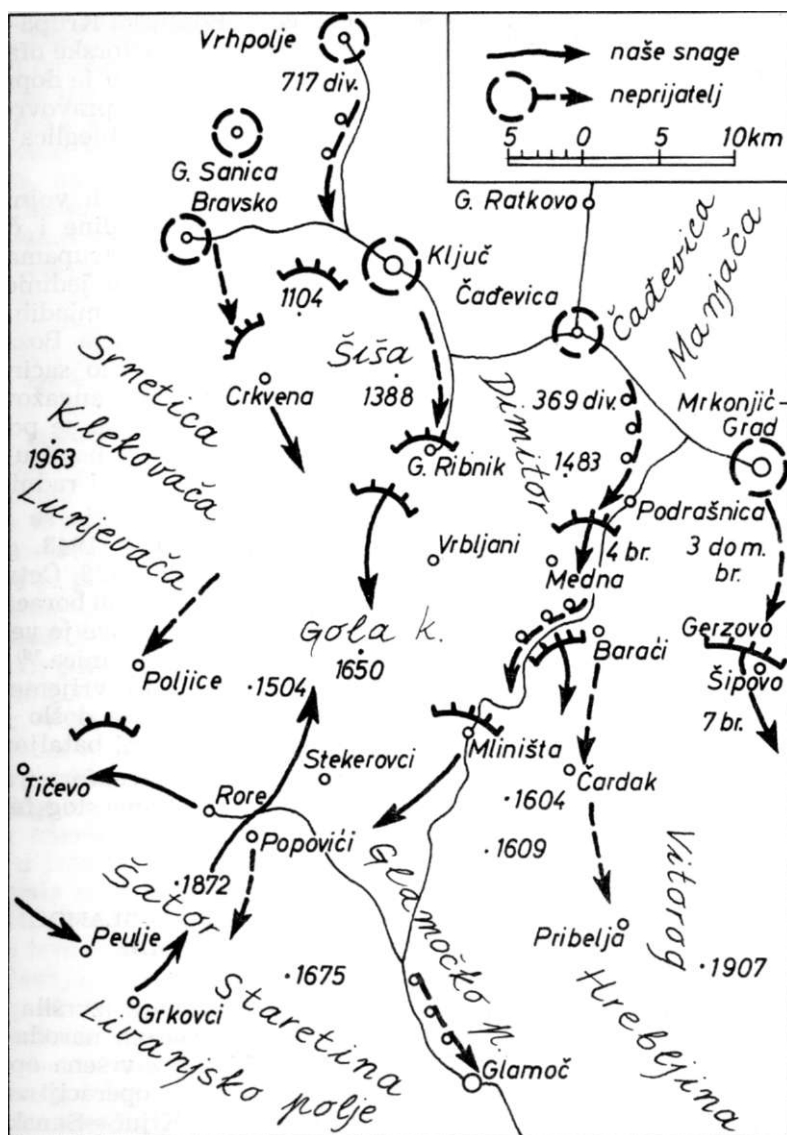 Vrhpolje
naše snage
neprijatelj
5 0 5 10km
717 div.
G. Sanica
Bravsko
G. Ratkovo
Ključ
Čađevica
Čađevica
Manjača
1104
Šiša
1388
Srnetica
Crkvena
Dimitor
369 div.
Mrkonjić-
Grad
Klekovača
1963
Lunjevača
G. Ribnik
1483
Podrašnica
Vrbljani
4 br.
Medna
3 dom.
br.
Gola k.
1650
Baraći
Gerzovo
Šipovo
7 br.
Poljice
1504
Mliništa
Stekerovci
Čardak
1604
Tičevo
Rore
Popovići
1609
Glamočko p.
Vitorog
Šator
1872
Peulje
Pribelja
1907
Grkovci
1675
Staretina
Livanjsko polje
Hrebljina
Glamoč